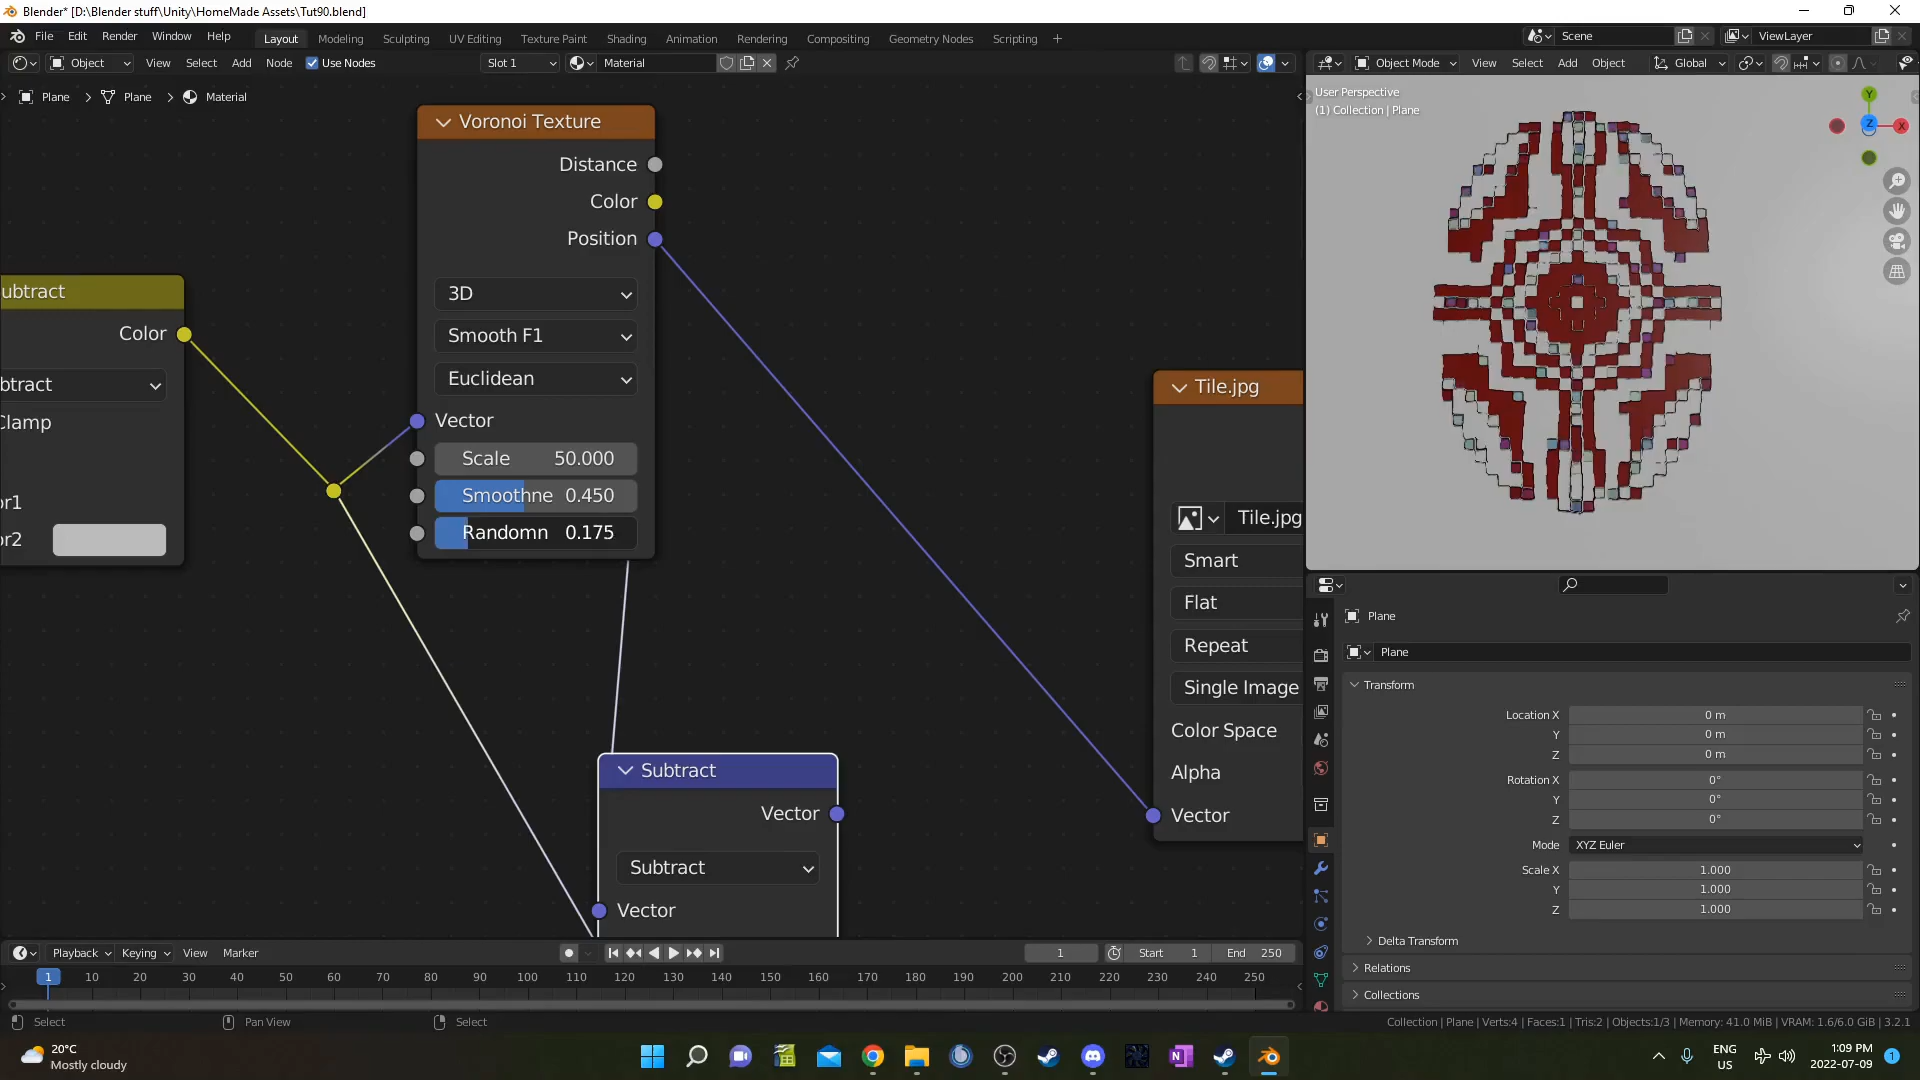 Blender* [D:\Blender stuff\Unity\HomeMade Assets\Tut90.blend]
File Edit Render Window Help Layout Modeling Sculpting UV Editing Texture Paint Shading Animation Rendering Compositing Geometry Nodes Scripting + Scene ViewLayer
Object View Select Add Node Use Nodes Slot 1 Material
Object Mode View Select Add Object Global
Plane > Plane > Material
User Perspective
(1) Collection | Plane
Y
Z
X
Voronoi Texture
Distance
Color
Position
3D
Smooth F1
Euclidean
Vector
Scale 50.000
Smoothne 0.450
Randomn 0.175
ubtract
Color
btract
Clamp
or1
or2
Tile.jpg
Tile.jpg
Smart
Flat
Repeat
Single Image
Color Space
Alpha
Vector
Subtract
Vector
Subtract
Vector
Plane
Plane
Transform
Location X 0 m
Y 0 m
Z 0 m
Rotation X 0°
Y 0°
Z 0°
Mode XYZ Euler
Scale X 1.000
Y 1.000
Z 1.000
Delta Transform
Relations
Collections
Playback Keying View Marker 1 Start 1 End 250
1 10 20 30 40 50 60 70 80 90 100 110 120 130 140 150 160 170 180 190 200 210 220 230 240 250
Select Pan View Select Collection | Plane | Verts:4 | Faces:1 | Tris:2 | Objects:1/3 | Memory: 41.0 MiB | VRAM: 1.6/6.0 GiB | 3.2.1
20°C
Mostly cloudy
ENG
US
1:09 PM
2022-07-09
1